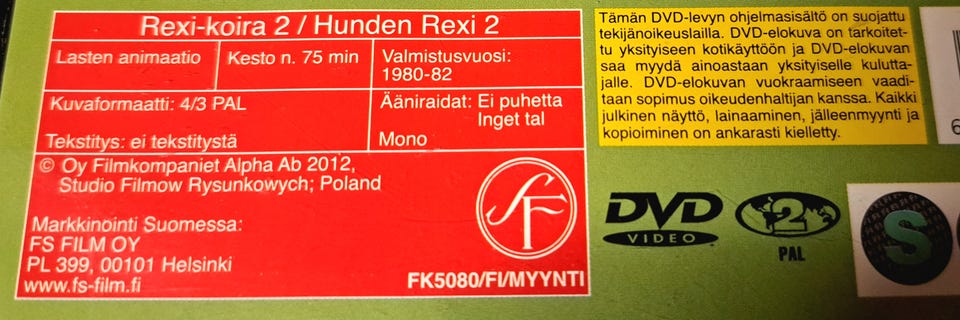 Rexi-koira 2 / Hunden Rexi 2
Lasten animaatio
Kesto n. 75 min
Valmistusvuosi:
1980-82
Kuvaformaatti: 4/3 PAL
Tekstitys: ei tekstitystä
Ääniraidat: Ei puhetta
Inget tal
Mono
© Oy Filmkompaniet Alpha Ab 2012,
Studio Filmow Rysunkowych; Poland
Markkinointi Suomessa:
FS FILM OY
PL 399, 00101 Helsinki
www.fs-film.fi
SF
FK5080/FI/MYYNTI
Tämän DVD-levyn ohjelmasisältö on suojattu
tekijänoikeuslailla. DVD-elokuva on tarkoitet-
tu yksityiseen kotikäyttöön ja DVD-elokuvan
saa myydä ainoastaan yksityiselle kulutta-
jalle. DVD-elokuvan vuokraamiseen vaadi-
taan sopimus oikeudenhaltijan kanssa. Kaikki
julkinen näyttö, lainaaminen, jälleenmyynti ja
kopioiminen on ankarasti kielletty.
DVD
VIDEO
2
PAL
S
6